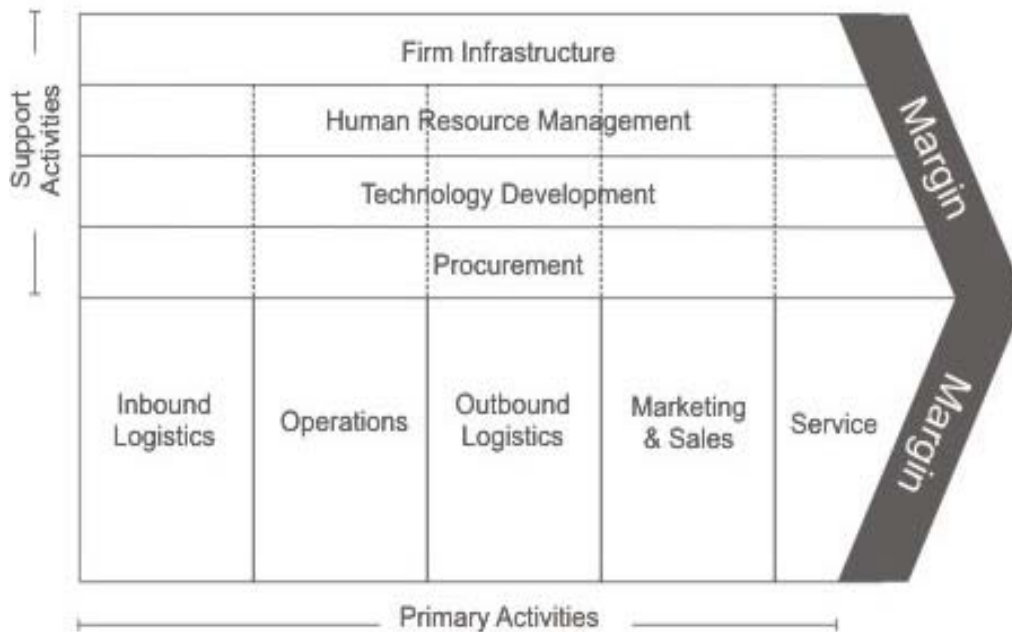 Support
Activities
Firm Infrastructure
Human Resource Management
Technology Development
Procurement
Margin
Inbound
Logistics
Operations
Outbound
Logistics
Marketing
& Sales
Service
Margin
Primary Activities